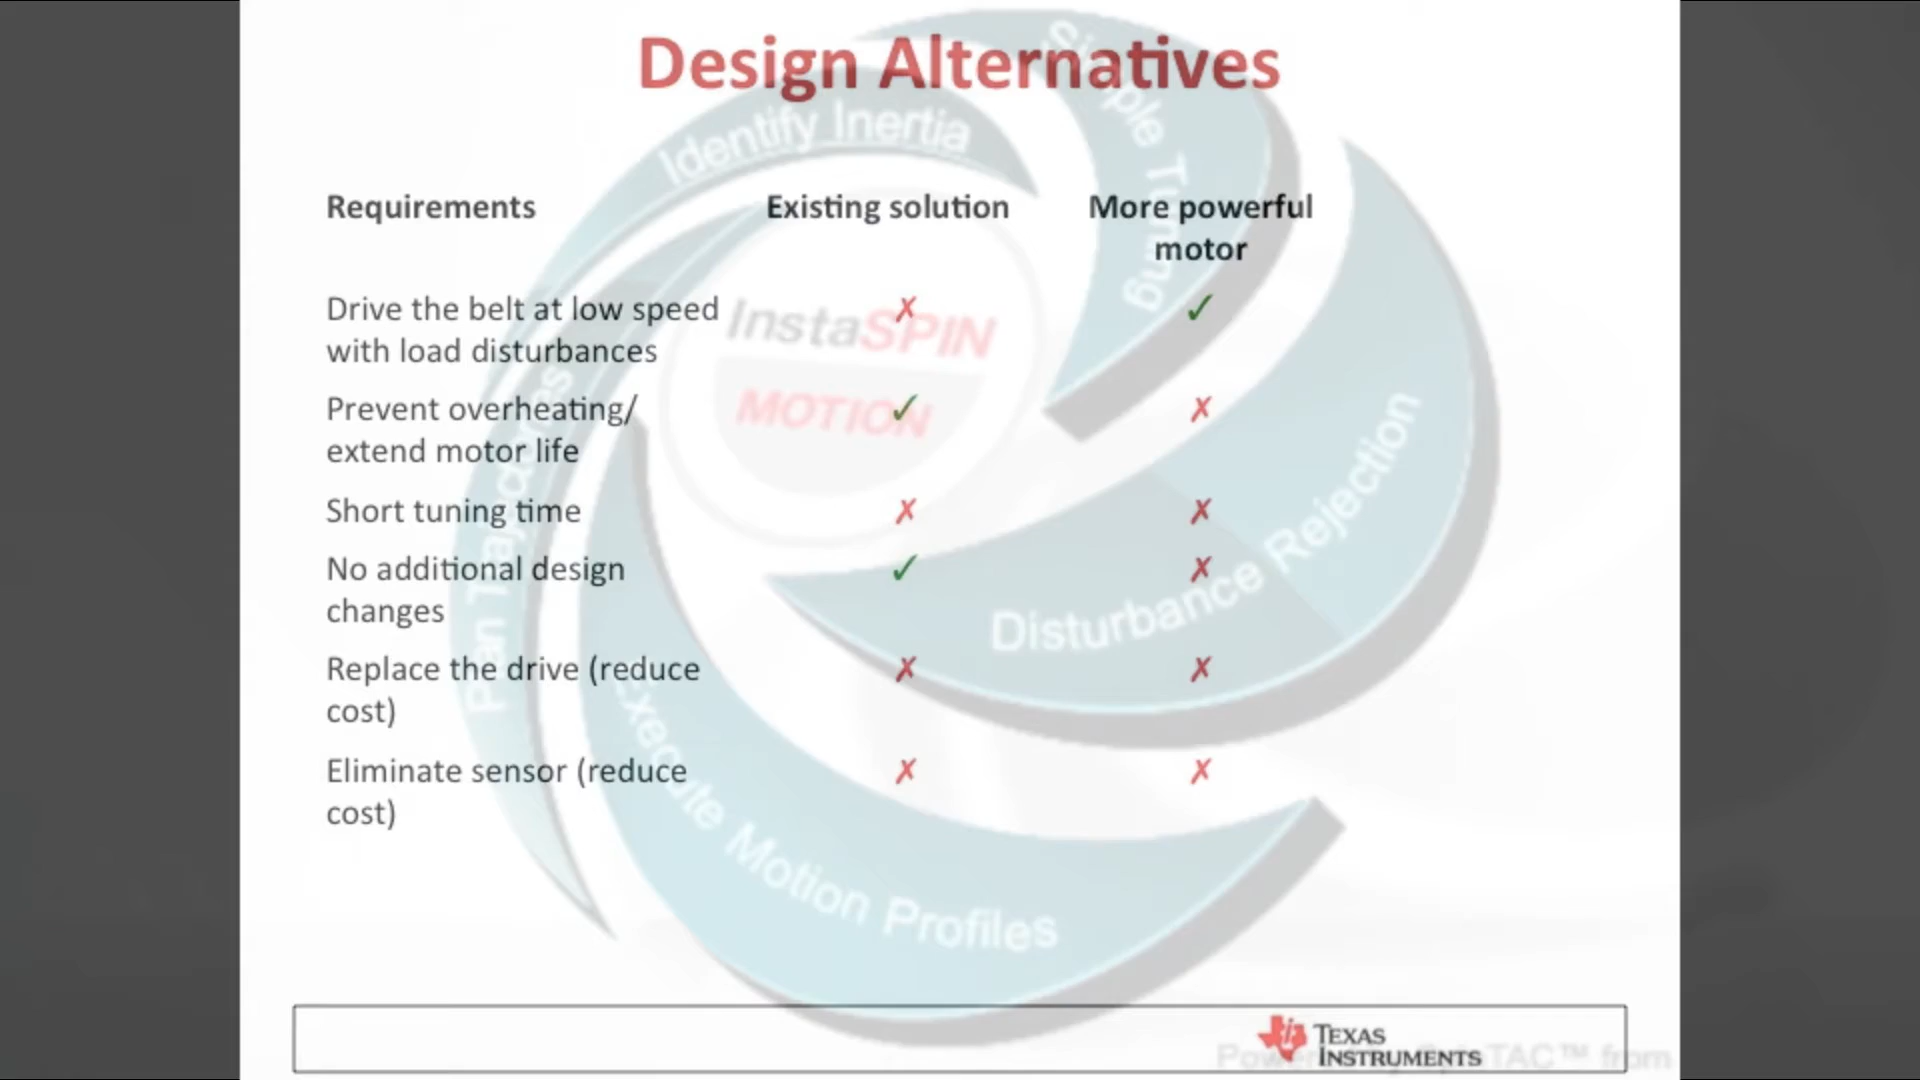 Design Alternatives
Requirements
Existing solution
More powerful
motor
Drive the belt at low speed
with load disturbances
✗
✓
Prevent overheating/
extend motor life
✓
✗
Short tuning time
✗
✗
No additional design
changes
✓
✗
Replace the drive (reduce
cost)
✗
✗
Eliminate sensor (reduce
cost)
✗
✗
Identify Inertia
Simple Tuning
InstaSPIN
MOTION
Plan Trajectories
Disturbance Rejection
Execute Motion Profiles
TEXAS
INSTRUMENTS
from